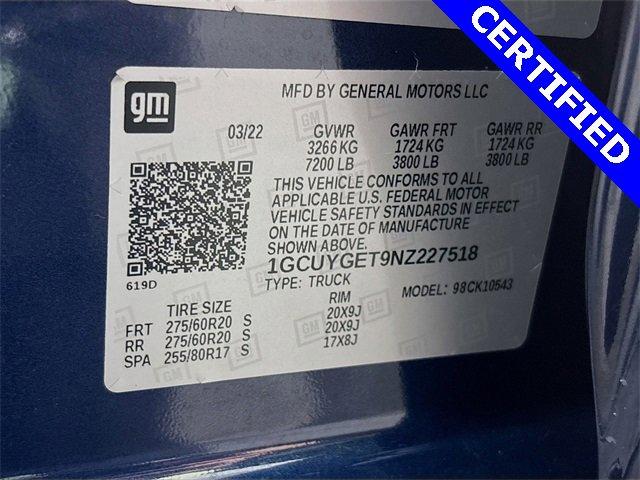 CERTIFIED
gm
MFD BY GENERAL MOTORS LLC
03/22 GVWR GAWR FRT GAWR RR
3266 KG 1724 KG 1724 KG
7200 LB 3800 LB 3800 LB
THIS VEHICLE CONFORMS TO ALL
APPLICABLE U.S. FEDERAL MOTOR
VEHICLE SAFETY STANDARDS IN EFFECT
ON THE DATE OF MANUFACTURE
SHOWN ABOVE.
1GCUYGET9NZ227518
619D
TYPE: TRUCK MODEL: 98CK10543
TIRE SIZE RIM
FRT 275/60R20 S 20X9J
RR 275/60R20 S 20X9J
SPA 255/80R17 S 17X8J